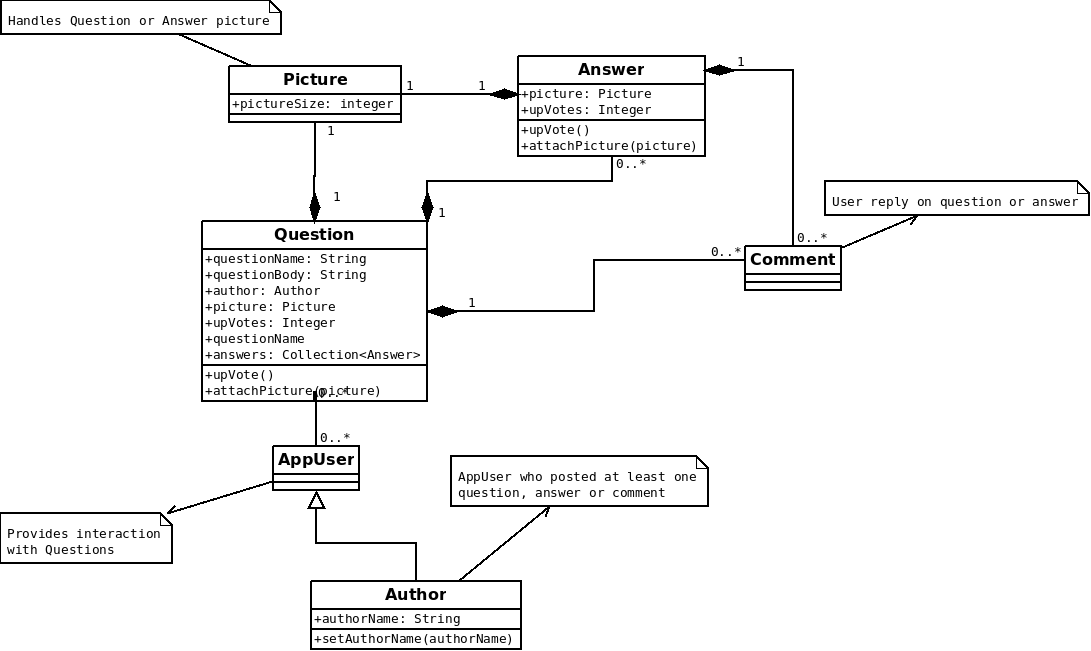 Handles Question or Answer picture
Picture
+pictureSize: integer
1
1
1
1
Answer
+picture: Picture
+upVotes: Integer
+upVote()
+attachPicture(picture)
1
0..*
1
User reply on question or answer
0..*
Comment
0..*
1
Question
+questionName: String
+questionBody: String
+author: Author
+picture: Picture
+upVotes: Integer
+questionName
+answers: Collection<Answer>
+upVote()
+attachPicture(picture)
0..*
0..*
AppUser
AppUser who posted at least one
question, answer or comment
Provides interaction
with Questions
Author
+authorName: String
+setAuthorName(authorName)